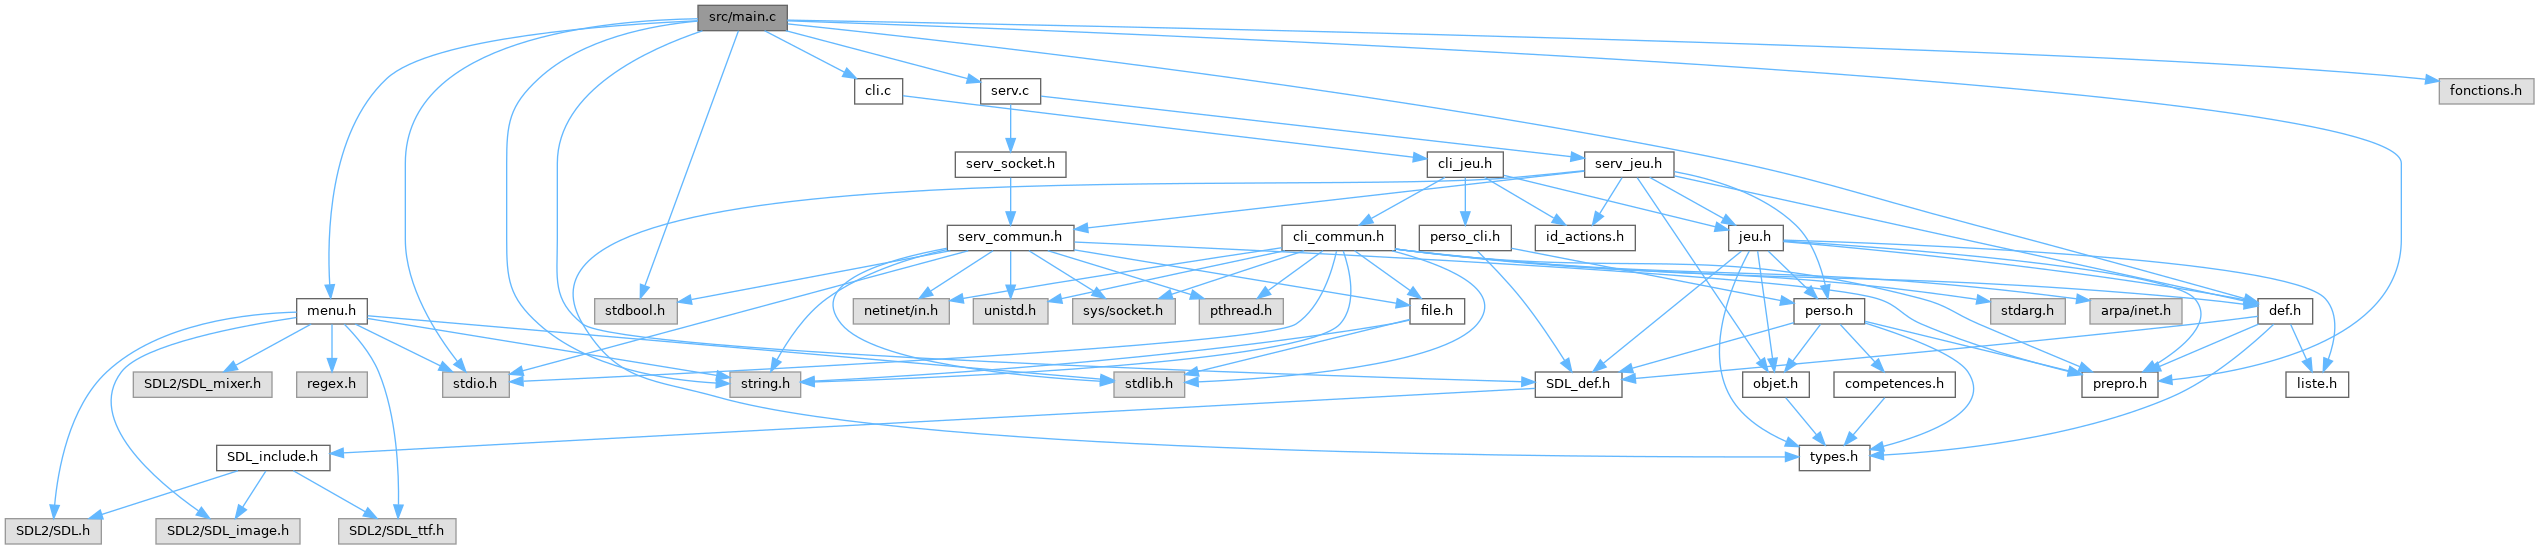 src/main.c
cli.c
serv.c
fonctions.h
serv_socket.h
cli_jeu.h
serv_jeu.h
serv_commun.h
cli_commun.h
perso_cli.h
id_actions.h
jeu.h
menu.h
stdbool.h
netinet/in.h
unistd.h
sys/socket.h
pthread.h
file.h
perso.h
stdarg.h
arpa/inet.h
def.h
SDL2/SDL_mixer.h
regex.h
stdio.h
string.h
stdlib.h
SDL_def.h
objet.h
competences.h
prepro.h
liste.h
SDL_include.h
types.h
SDL2/SDL.h
SDL2/SDL_image.h
SDL2/SDL_ttf.h